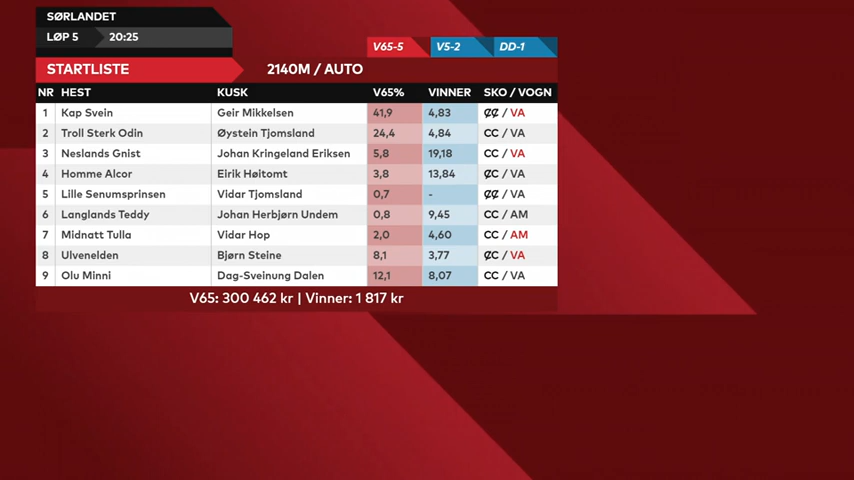 SØRLANDET
LØP 5 20:25
V65-5 V5-2 DD-1
STARTLISTE 2140M / AUTO
NR HEST KUSK V65% VINNER SKO / VOGN
1 Kap Svein Geir Mikkelsen 41,9 4,83 ȻȻ / VA
2 Troll Sterk Odin Øystein Tjomsland 24,4 4,84 CC / VA
3 Neslands Gnist Johan Kringeland Eriksen 5,8 19,18 CC / VA
4 Homme Alcor Eirik Høitomt 3,8 13,84 ȻC / VA
5 Lille Senumsprinsen Vidar Tjomsland 0,7 - ȻȻ / VA
6 Langlands Teddy Johan Herbjørn Undem 0,8 9,45 CC / AM
7 Midnatt Tulla Vidar Hop 2,0 4,60 CC / AM
8 Ulvenelden Bjørn Steine 8,1 3,77 ȻC / VA
9 Olu Minni Dag-Sveinung Dalen 12,1 8,07 CC / VA
V65: 300 462 kr | Vinner: 1 817 kr